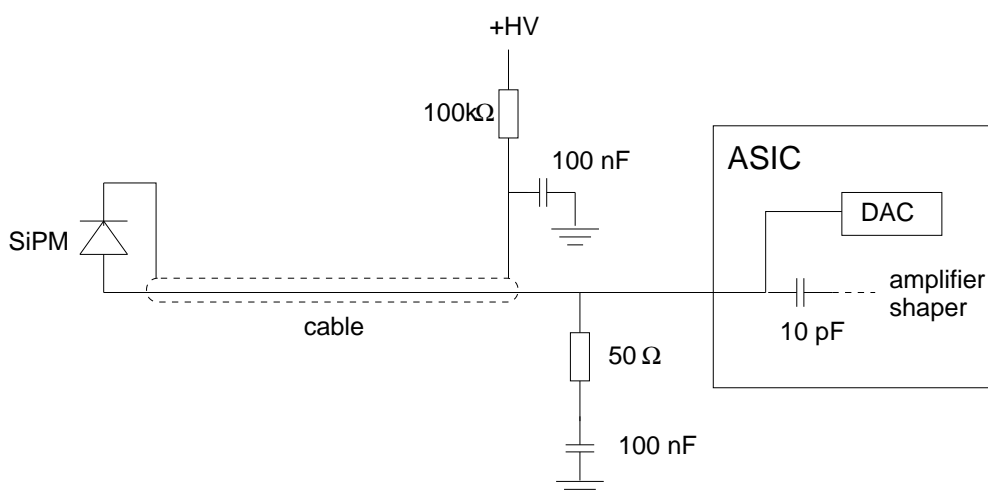 +HV
100kΩ
100 nF
ASIC
DAC
SiPM
amplifier
shaper
cable
10 pF
50 Ω
100 nF